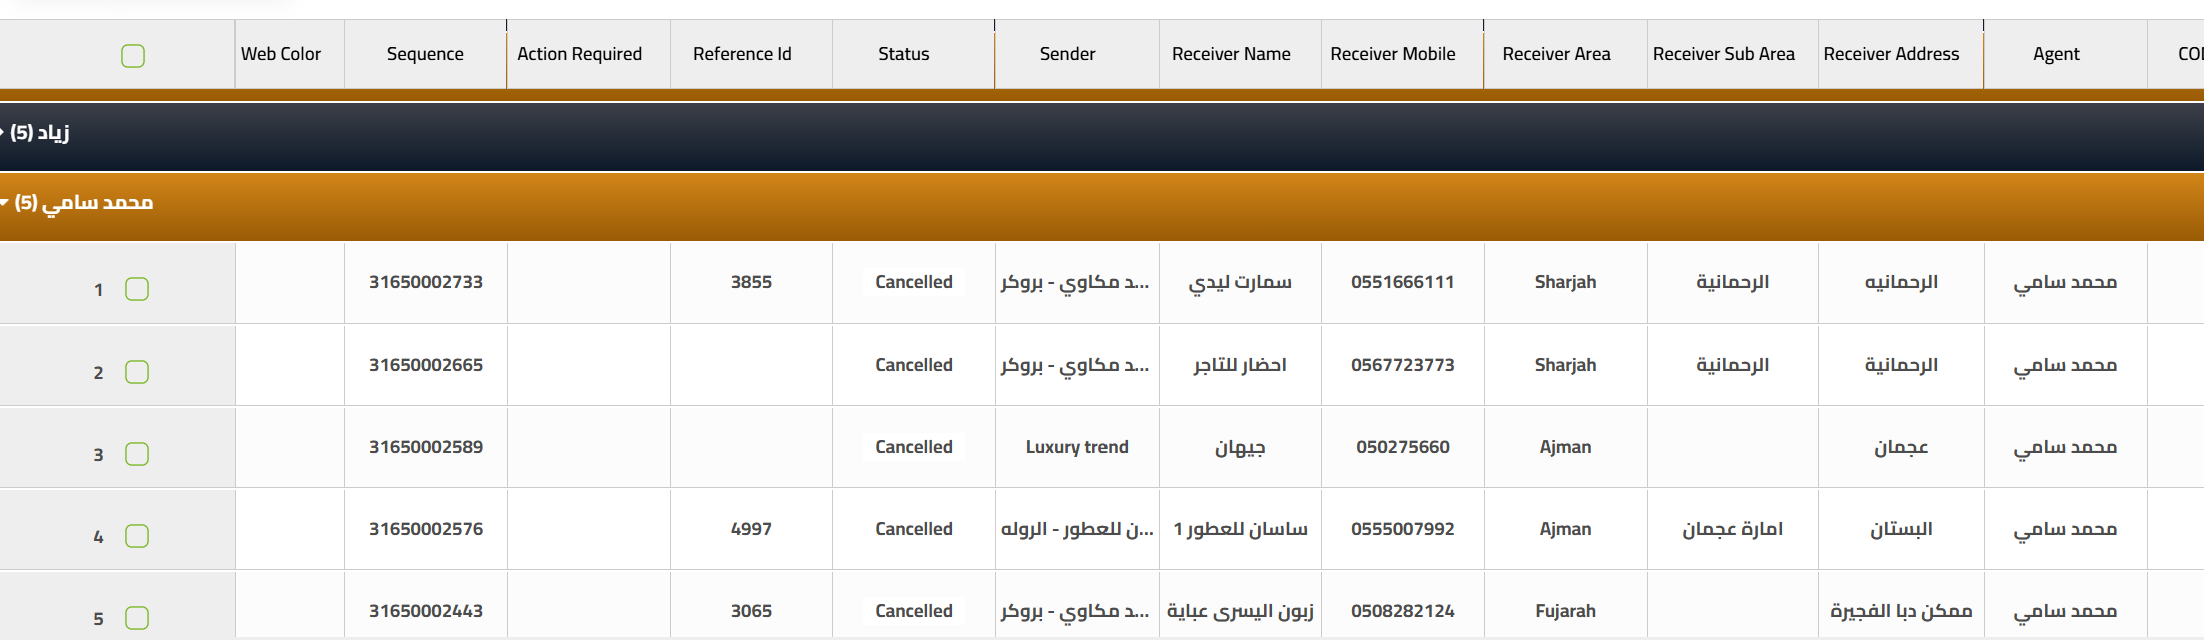 Web Color Sequence Action Required Reference Id Status Sender Receiver Name Receiver Mobile Receiver Area Receiver Sub Area Receiver Address Agent
زياد (5)
محمد سامي (5)
1 31650002733 3855 Cancelled ...د مكاوي - بروكر سمارت ليدي 0551666111 Sharjah الرحمانية الرحمانيه محمد سامي
2 31650002665 Cancelled ...د مكاوي - بروكر احضار للتاجر 0567723773 Sharjah الرحمانية الرحمانية محمد سامي
3 31650002589 Cancelled Luxury trend جيهان 050275660 Ajman عجمان محمد سامي
4 31650002576 4997 Cancelled ...ن للعطور - الروله ساسان للعطور 1 0555007992 Ajman امارة عجمان البستان محمد سامي
5 31650002443 3065 Cancelled ...د مكاوي - بروكر زبون اليسرى عباية 0508282124 Fujarah ممكن دبا الفجيرة محمد سامي